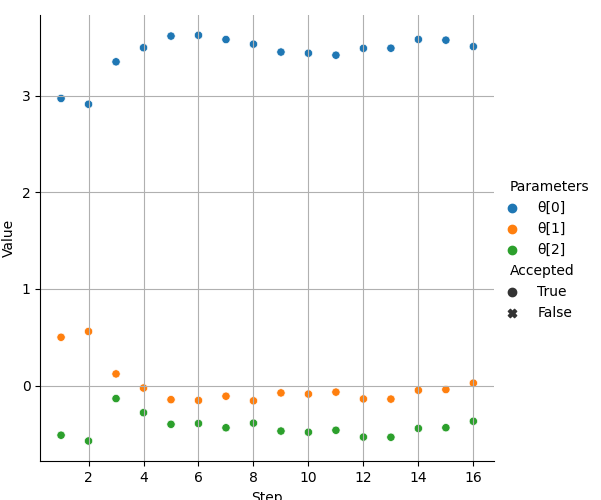 3
2
1
0
Value
2 4 6 8 10 12 14 16
Step
Parameters
θ[0]
θ[1]
θ[2]
Accepted
True
False